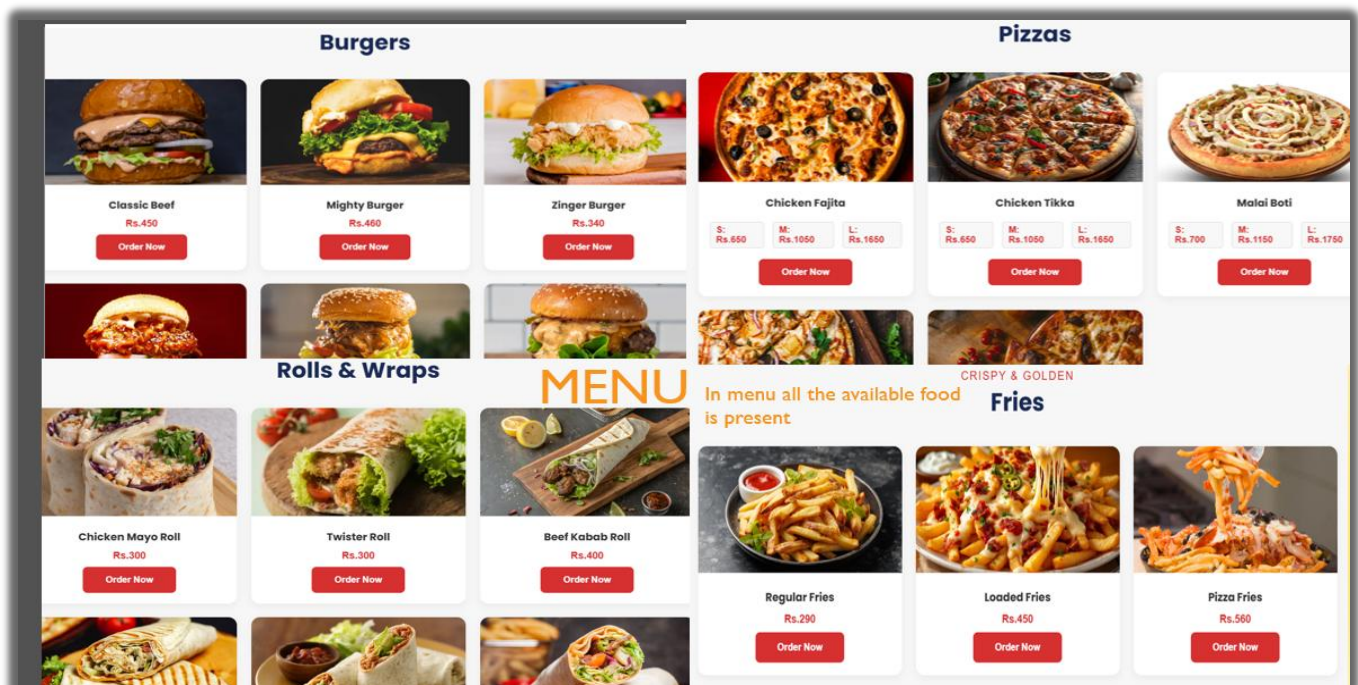 Burgers
Classic Beef
Mighty Burger
Zinger Burger
Rs.450
Rs.460
Rs.340
Order Now
Order Now
Order Now
Pizzas
Chicken Fajita
Chicken Tikka
Malai Boti
S:
Rs.650
M:
Rs.1050
L:
Rs.1650
S:
Rs.650
M:
Rs.1050
L:
Rs.1650
S:
Rs.700
M:
Rs.1150
L:
Rs.1750
Order Now
Order Now
Order Now
Rolls & Wraps
Chicken Mayo Roll
Twister Roll
Beef Kabab Roll
Rs.300
Rs.300
Rs.400
Order Now
Order Now
Order Now
MENU
In menu all the available food
is present
CRISPY & GOLDEN
Fries
Regular Fries
Loaded Fries
Pizza Fries
Rs.290
Rs.450
Rs.560
Order Now
Order Now
Order Now